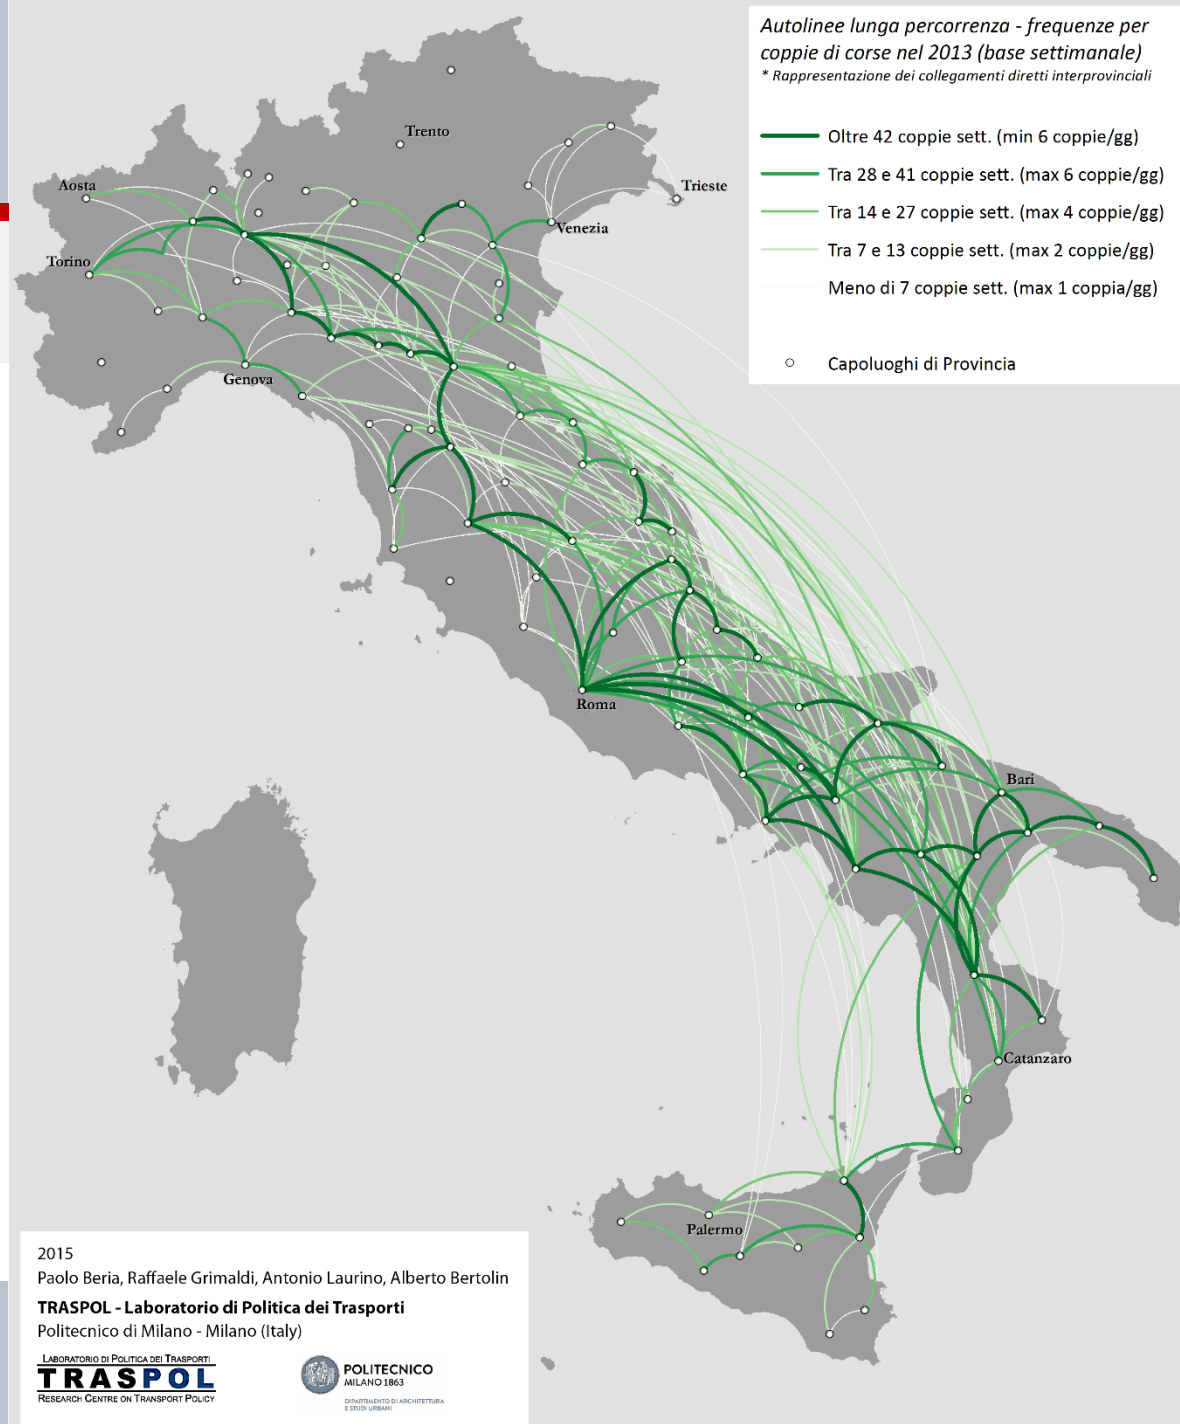 Autolinee lunga percorrenza - frequenze per
coppie di corse nel 2013 (base settimanale)
* Rappresentazione dei collegamenti diretti interprovinciali
Oltre 42 coppie sett. (min 6 coppie/gg)
Tra 28 e 41 coppie sett. (max 6 coppie/gg)
Tra 14 e 27 coppie sett. (max 4 coppie/gg)
Tra 7 e 13 coppie sett. (max 2 coppie/gg)
Meno di 7 coppie sett. (max 1 coppia/gg)
Capoluoghi di Provincia
Trento
Aosta
Trieste
Venezia
Torino
Genova
Roma
Bari
Catanzaro
Palermo
2015
Paolo Beria, Raffaele Grimaldi, Antonio Laurino, Alberto Bertolin
TRASPOL - Laboratorio di Politica dei Trasporti
Politecnico di Milano - Milano (Italy)
LABORATORIO DI POLITICA DEI TRASPORTI
TRASPOL
RESEARCH CENTRE ON TRANSPORT POLICY
POLITECNICO
MILANO 1863
DIPARTIMENTO DI ARCHITETTURA
E STUDI URBANI